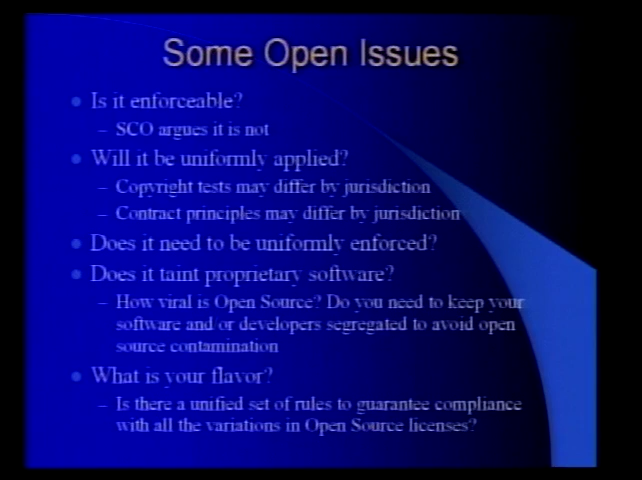 Some Open Issues
Is it enforceable?
– SCO argues it is not
Will it be uniformly applied?
– Copyright tests may differ by jurisdiction
– Contract principles may differ by jurisdiction
Does it need to be uniformly enforced?
Does it taint proprietary software?
– How viral is Open Source? Do you need to keep your
software and or developers segregated to avoid open
source contamination
What is your flavor?
– Is there a unified set of rules to guarantee compliance
with all the variations in Open Source licenses?